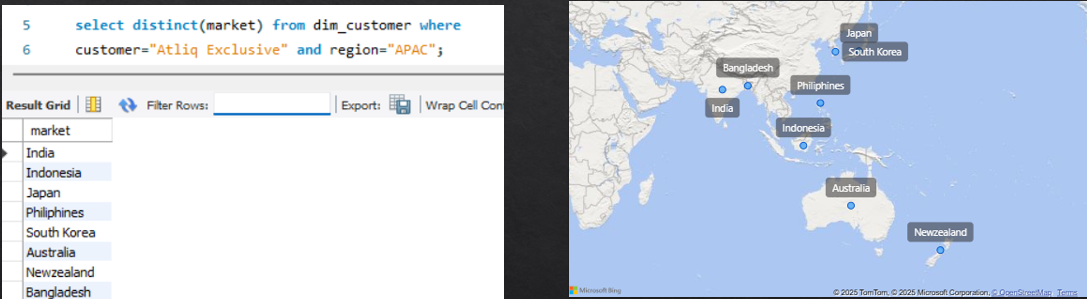 5 select distinct(market) from dim_customer where
6 customer="Atliq Exclusive" and region="APAC";
Result Grid Filter Rows: Export: Wrap Cell Cont
market
India
Indonesia
Japan
Philiphines
South Korea
Australia
Newzealand
Bangladesh
Japan
South Korea
Bangladesh
Philiphines
India
Indonesia
Australia
Newzealand
Microsoft Bing
© 2025 TomTom, © 2025 Microsoft Corporation, © OpenStreetMap Terms